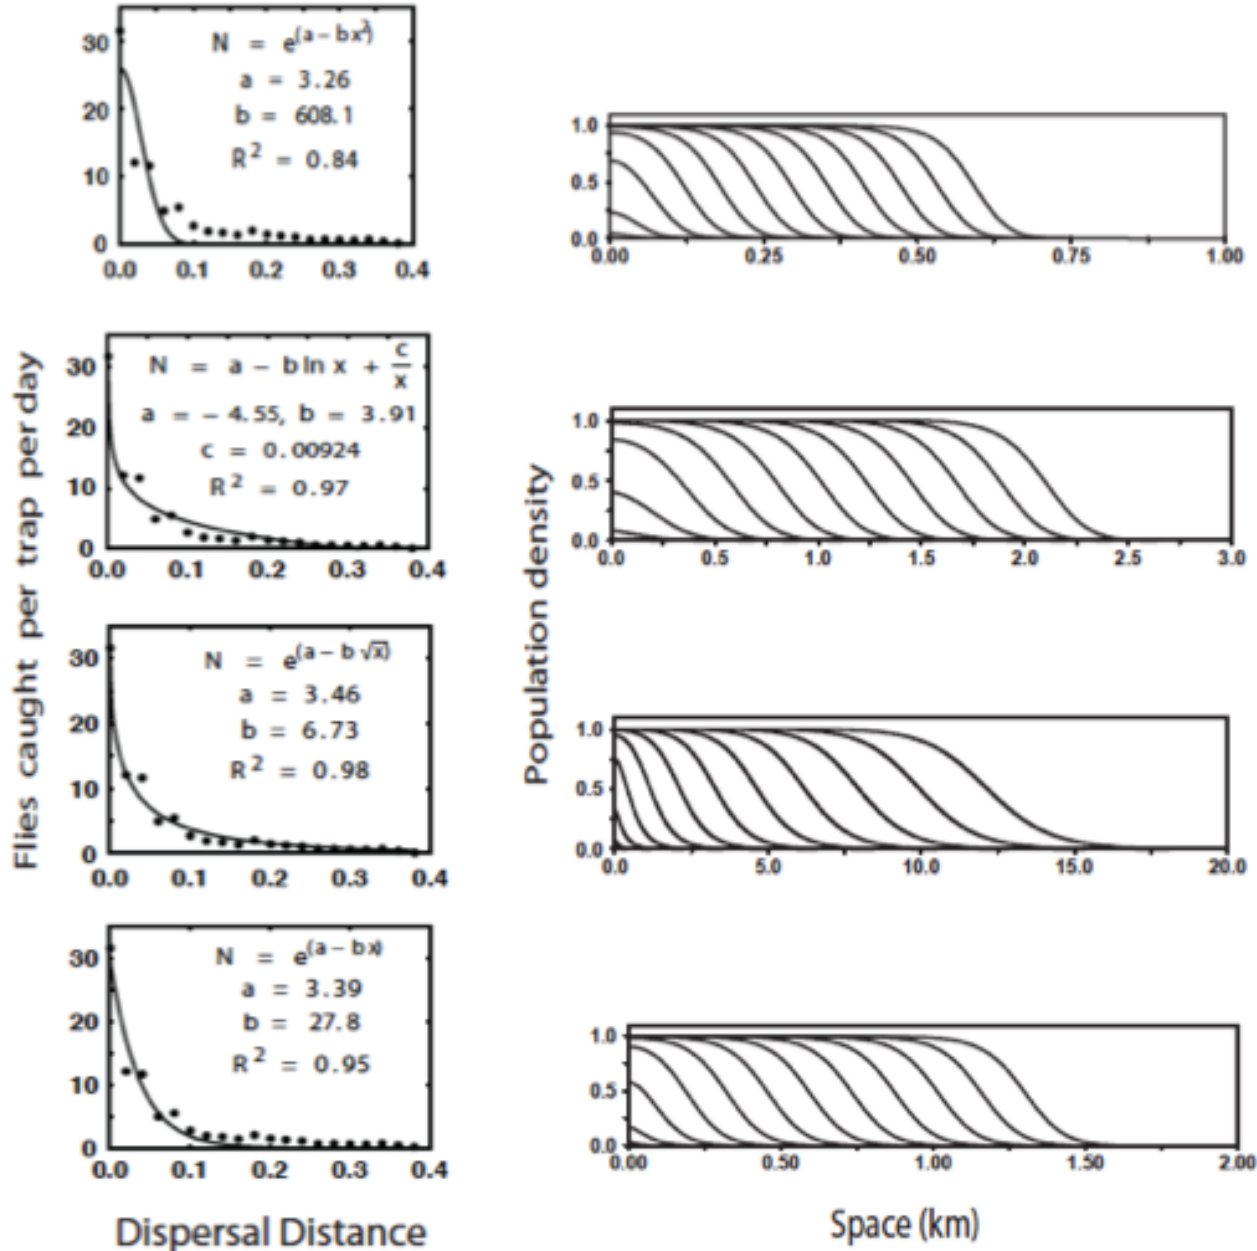 Flies caught per trap per day
30
20
10
0
0.0 0.1 0.2 0.3 0.4
N = e^(a - bx²)
a = 3.26
b = 608.1
R² = 0.84
1.0
0.5
0.0
0.00 0.25 0.50 0.75 1.00
30
20
10
0
0.0 0.1 0.2 0.3 0.4
N = a - b ln x + c/x
a = - 4.55, b = 3.91
c = 0.00924
R² = 0.97
Population density
1.0
0.5
0.0
0.0 0.5 1.0 1.5 2.0 2.5 3.0
30
20
10
0
0.0 0.1 0.2 0.3 0.4
N = e^(a - b √x)
a = 3.46
b = 6.73
R² = 0.98
1.0
0.5
0.0
0.0 5.0 10.0 15.0 20.0
30
20
10
0
0.0 0.1 0.2 0.3 0.4
N = e^(a - bx)
a = 3.39
b = 27.8
R² = 0.95
1.0
0.5
0.0
0.00 0.50 1.00 1.50 2.00
Dispersal Distance
Space (km)